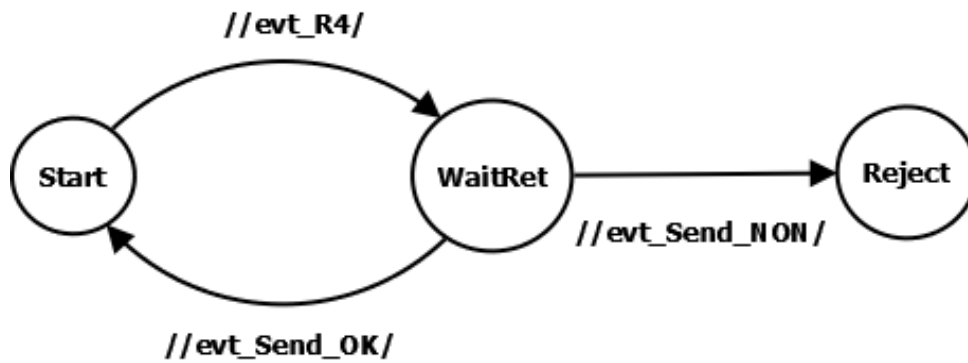 //evt_R4/
Start
WaitRet
Reject
//evt_Send_NON/
//evt_Send_OK/